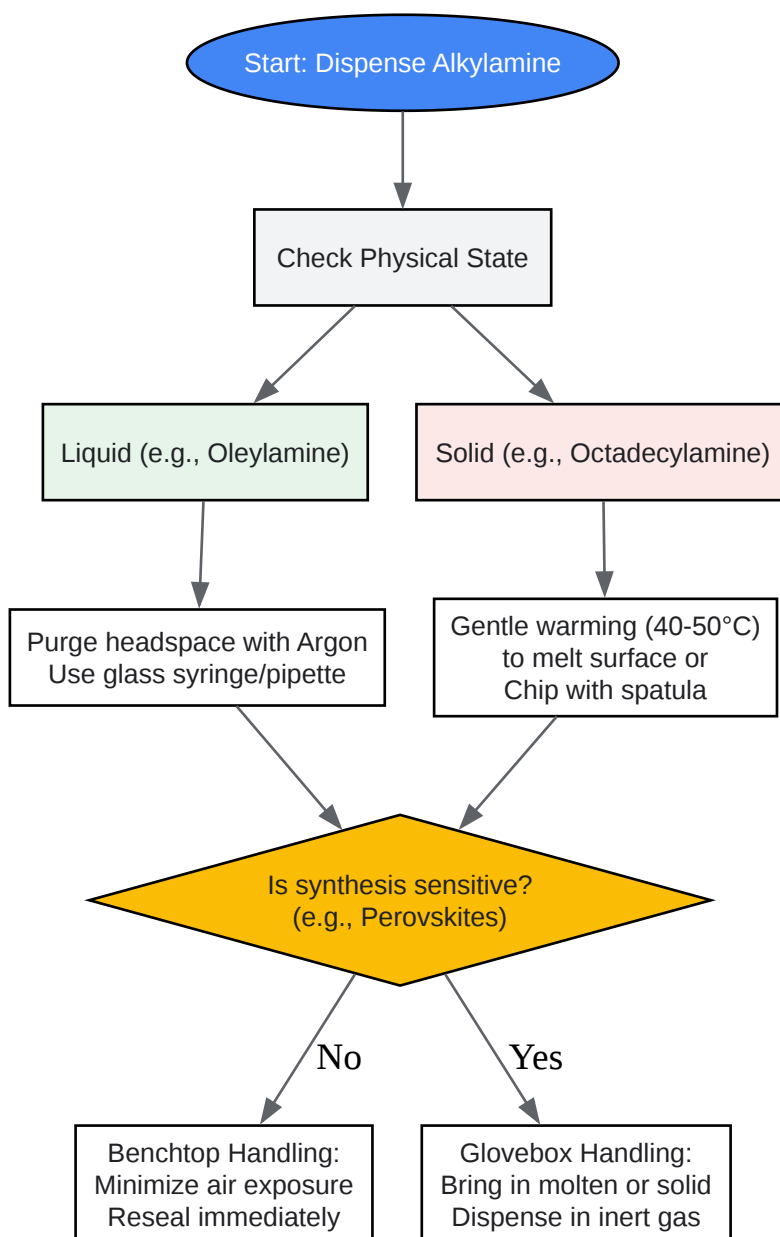 Start: Dispense Alkylamine
Check Physical State
Liquid (e.g., Oleylamine)
Solid (e.g., Octadecylamine)
Purge headspace with Argon
Use glass syringe/pipette
Gentle warming (40-50°C)
to melt surface or
Chip with spatula
Is synthesis sensitive?
(e.g., Perovskites)
No
Yes
Benchtop Handling:
Minimize air exposure
Reseal immediately
Glovebox Handling:
Bring in molten or solid
Dispense in inert gas